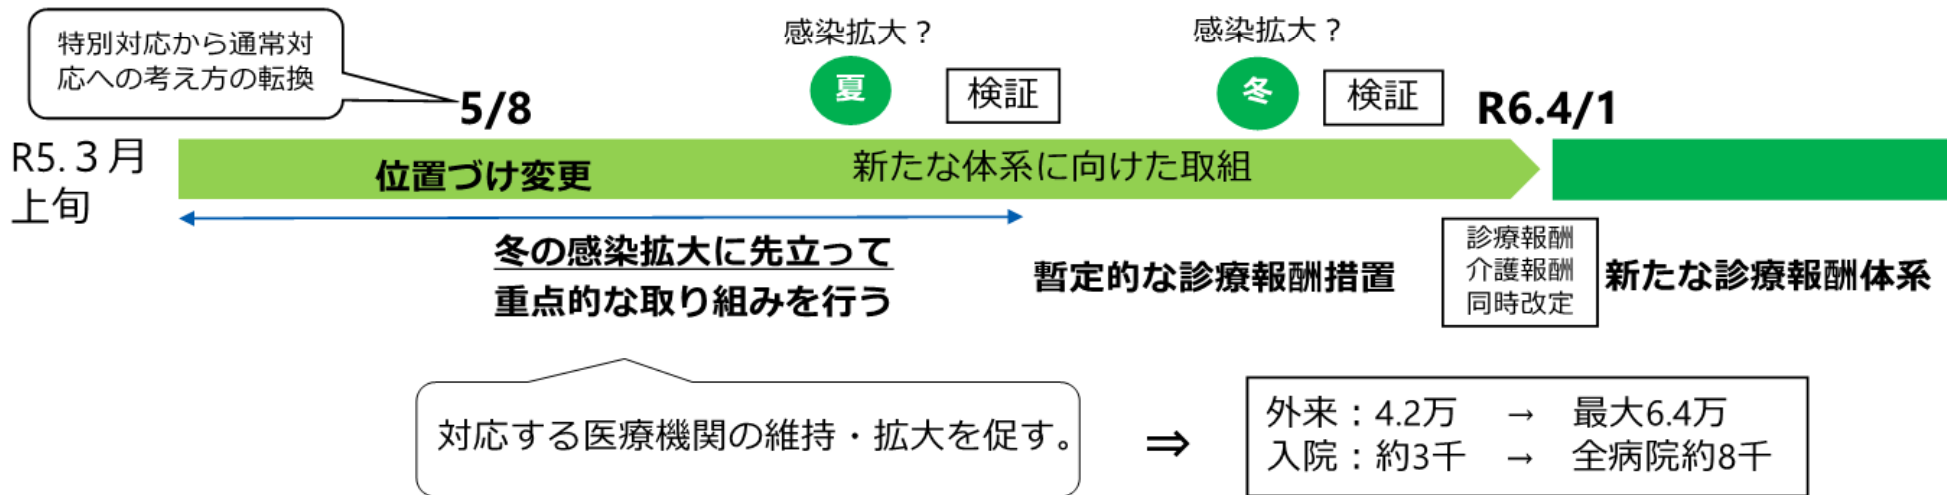 特別対応から通常対
応への考え方の転換
感染拡大？
感染拡大？
5/8
夏
検証
冬
検証
R6.4/1
R5.３月
上旬
位置づけ変更
新たな体系に向けた取組
冬の感染拡大に先立って
重点的な取り組みを行う
暫定的な診療報酬措置
診療報酬
介護報酬
同時改定
新たな診療報酬体系
対応する医療機関の維持・拡大を促す。
⇒
外来：4.2万　→　最大6.4万
入院：約3千　→　全病院約8千